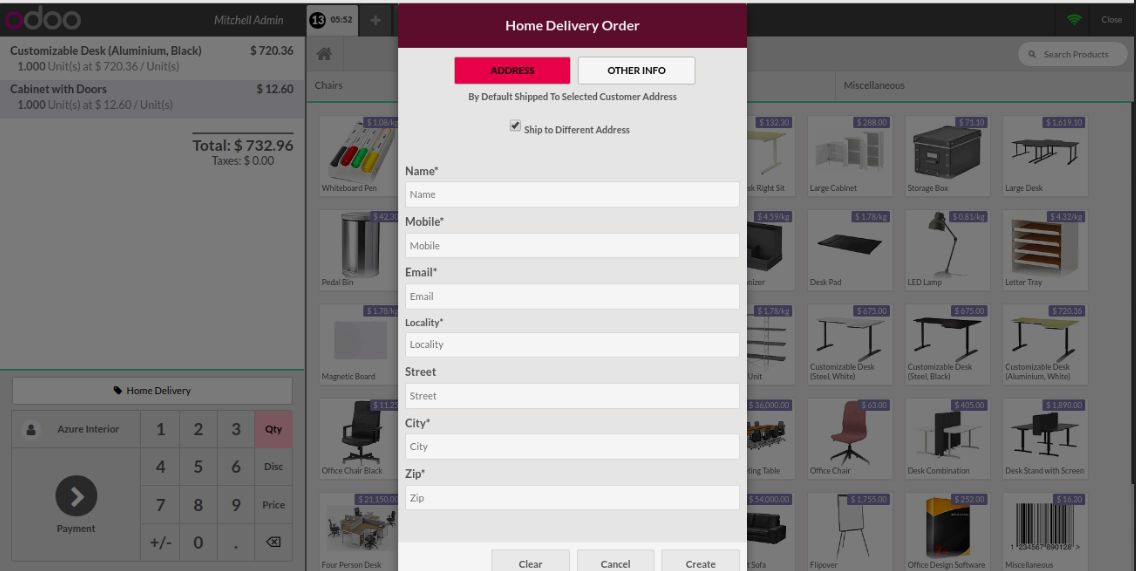 odoo
Mitchell Admin
13 05:52
+
Close
Customizable Desk (Aluminium, Black) $ 720.36
1.000 Unit(s) at $ 720.36 / Unit(s)
Cabinet with Doors $ 12.60
1.000 Unit(s) at $ 12.60 / Unit(s)
Total: $ 732.96
Taxes: $ 0.00
Home Delivery
Azure Interior
1 2 3 Qty
4 5 6 Disc
7 8 9 Price
+/- 0 .
Payment
Home Delivery Order
ADDRESS
OTHER INFO
By Default Shipped To Selected Customer Address
Ship to Different Address
Name*
Name
Mobile*
Mobile
Email*
Email
Locality*
Locality
Street
Street
City*
City
Zip*
Zip
Clear
Cancel
Create
Search Products
Chairs
Miscellaneous
$ 1.08/k
Whiteboard Pen
$ 132.30
sk Right Sit
$ 288.00
Large Cabinet
$ 71.10
Storage Box
$ 1,619.10
Large Desk
$ 42.30
Pedal Bin
$ 4.59/kg
nizer
$ 1.78/kg
Desk Pad
$ 0.81/kg
LED Lamp
$ 4.32/kg
Letter Tray
$ 1.78/k
Magnetic Board
$ 1.78/kg
Unit
$ 675.00
Customizable Desk
(Steel, White)
$ 675.00
Customizable Desk
(Steel, Black)
$ 720.36
Customizable Desk
(Aluminium, White)
$ 11.25
Office Chair Black
$ 36,000.00
ting Table
$ 63.00
Office Chair
$ 405.00
Desk Combination
$ 1,890.00
Desk Stand with Screen
$ 21,150.00
Four Person Desk
$ 54,000.00
Sofa
$ 1,755.00
Flipover
$ 252.00
Office Design Software
$ 16.20
1 234567 890128 >
Miscellaneous